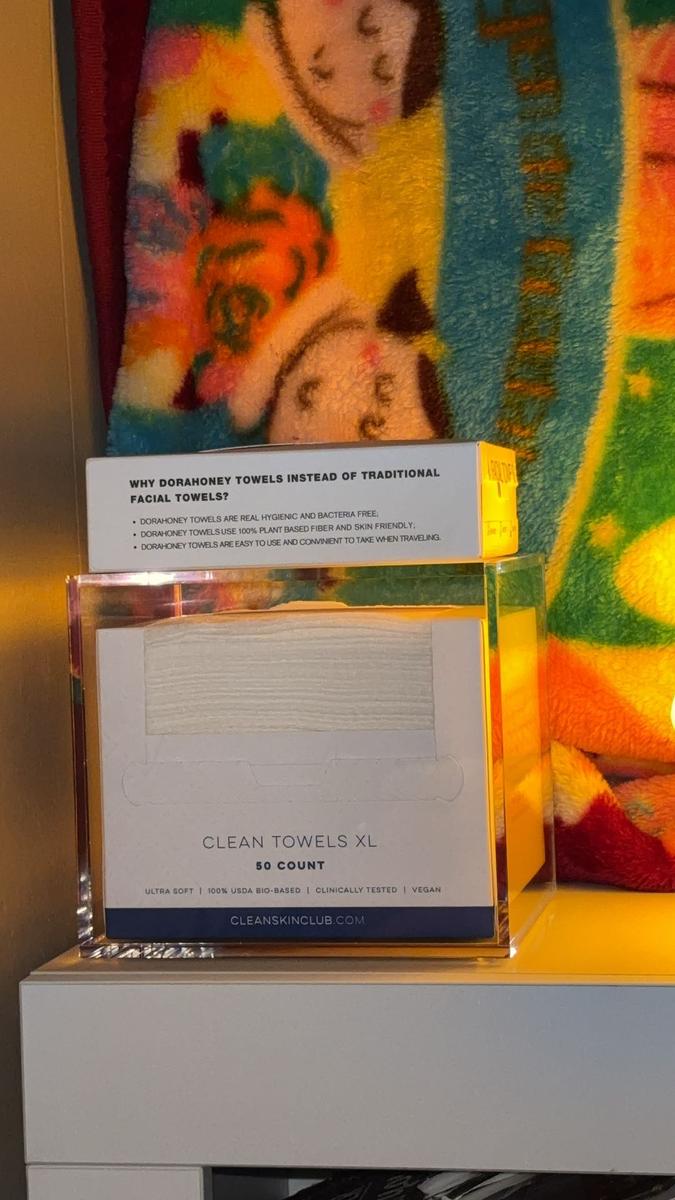 WHY DORAHONEY TOWELS INSTEAD OF TRADITIONAL
FACIAL TOWELS?
• DORAHONEY TOWELS ARE REAL HYGIENIC AND BACTERIA FREE;
• DORAHONEY TOWELS USE 100% PLANT BASED FIBER AND SKIN FRIENDLY;
• DORAHONEY TOWELS ARE EASY TO USE AND CONVINIENT TO TAKE WHEN TRAVELING.
CLEAN TOWELS XL
50 COUNT
ULTRA SOFT | 100% USDA BIO-BASED | CLINICALLY TESTED | VEGAN
CLEANSKINCLUB.COM